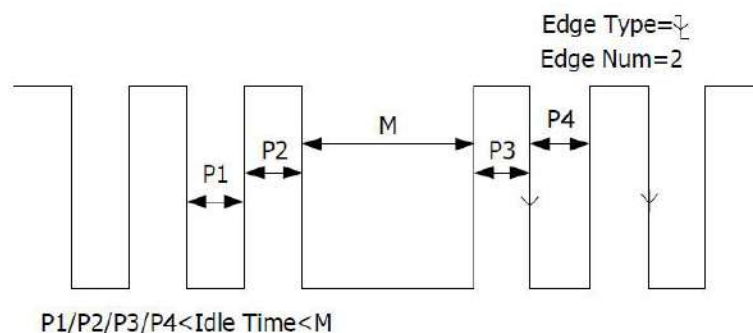 Edge Type=
Edge Num=2
M
P4
P2
P3
P1
P1/P2/P3/P4<Idle Time<M